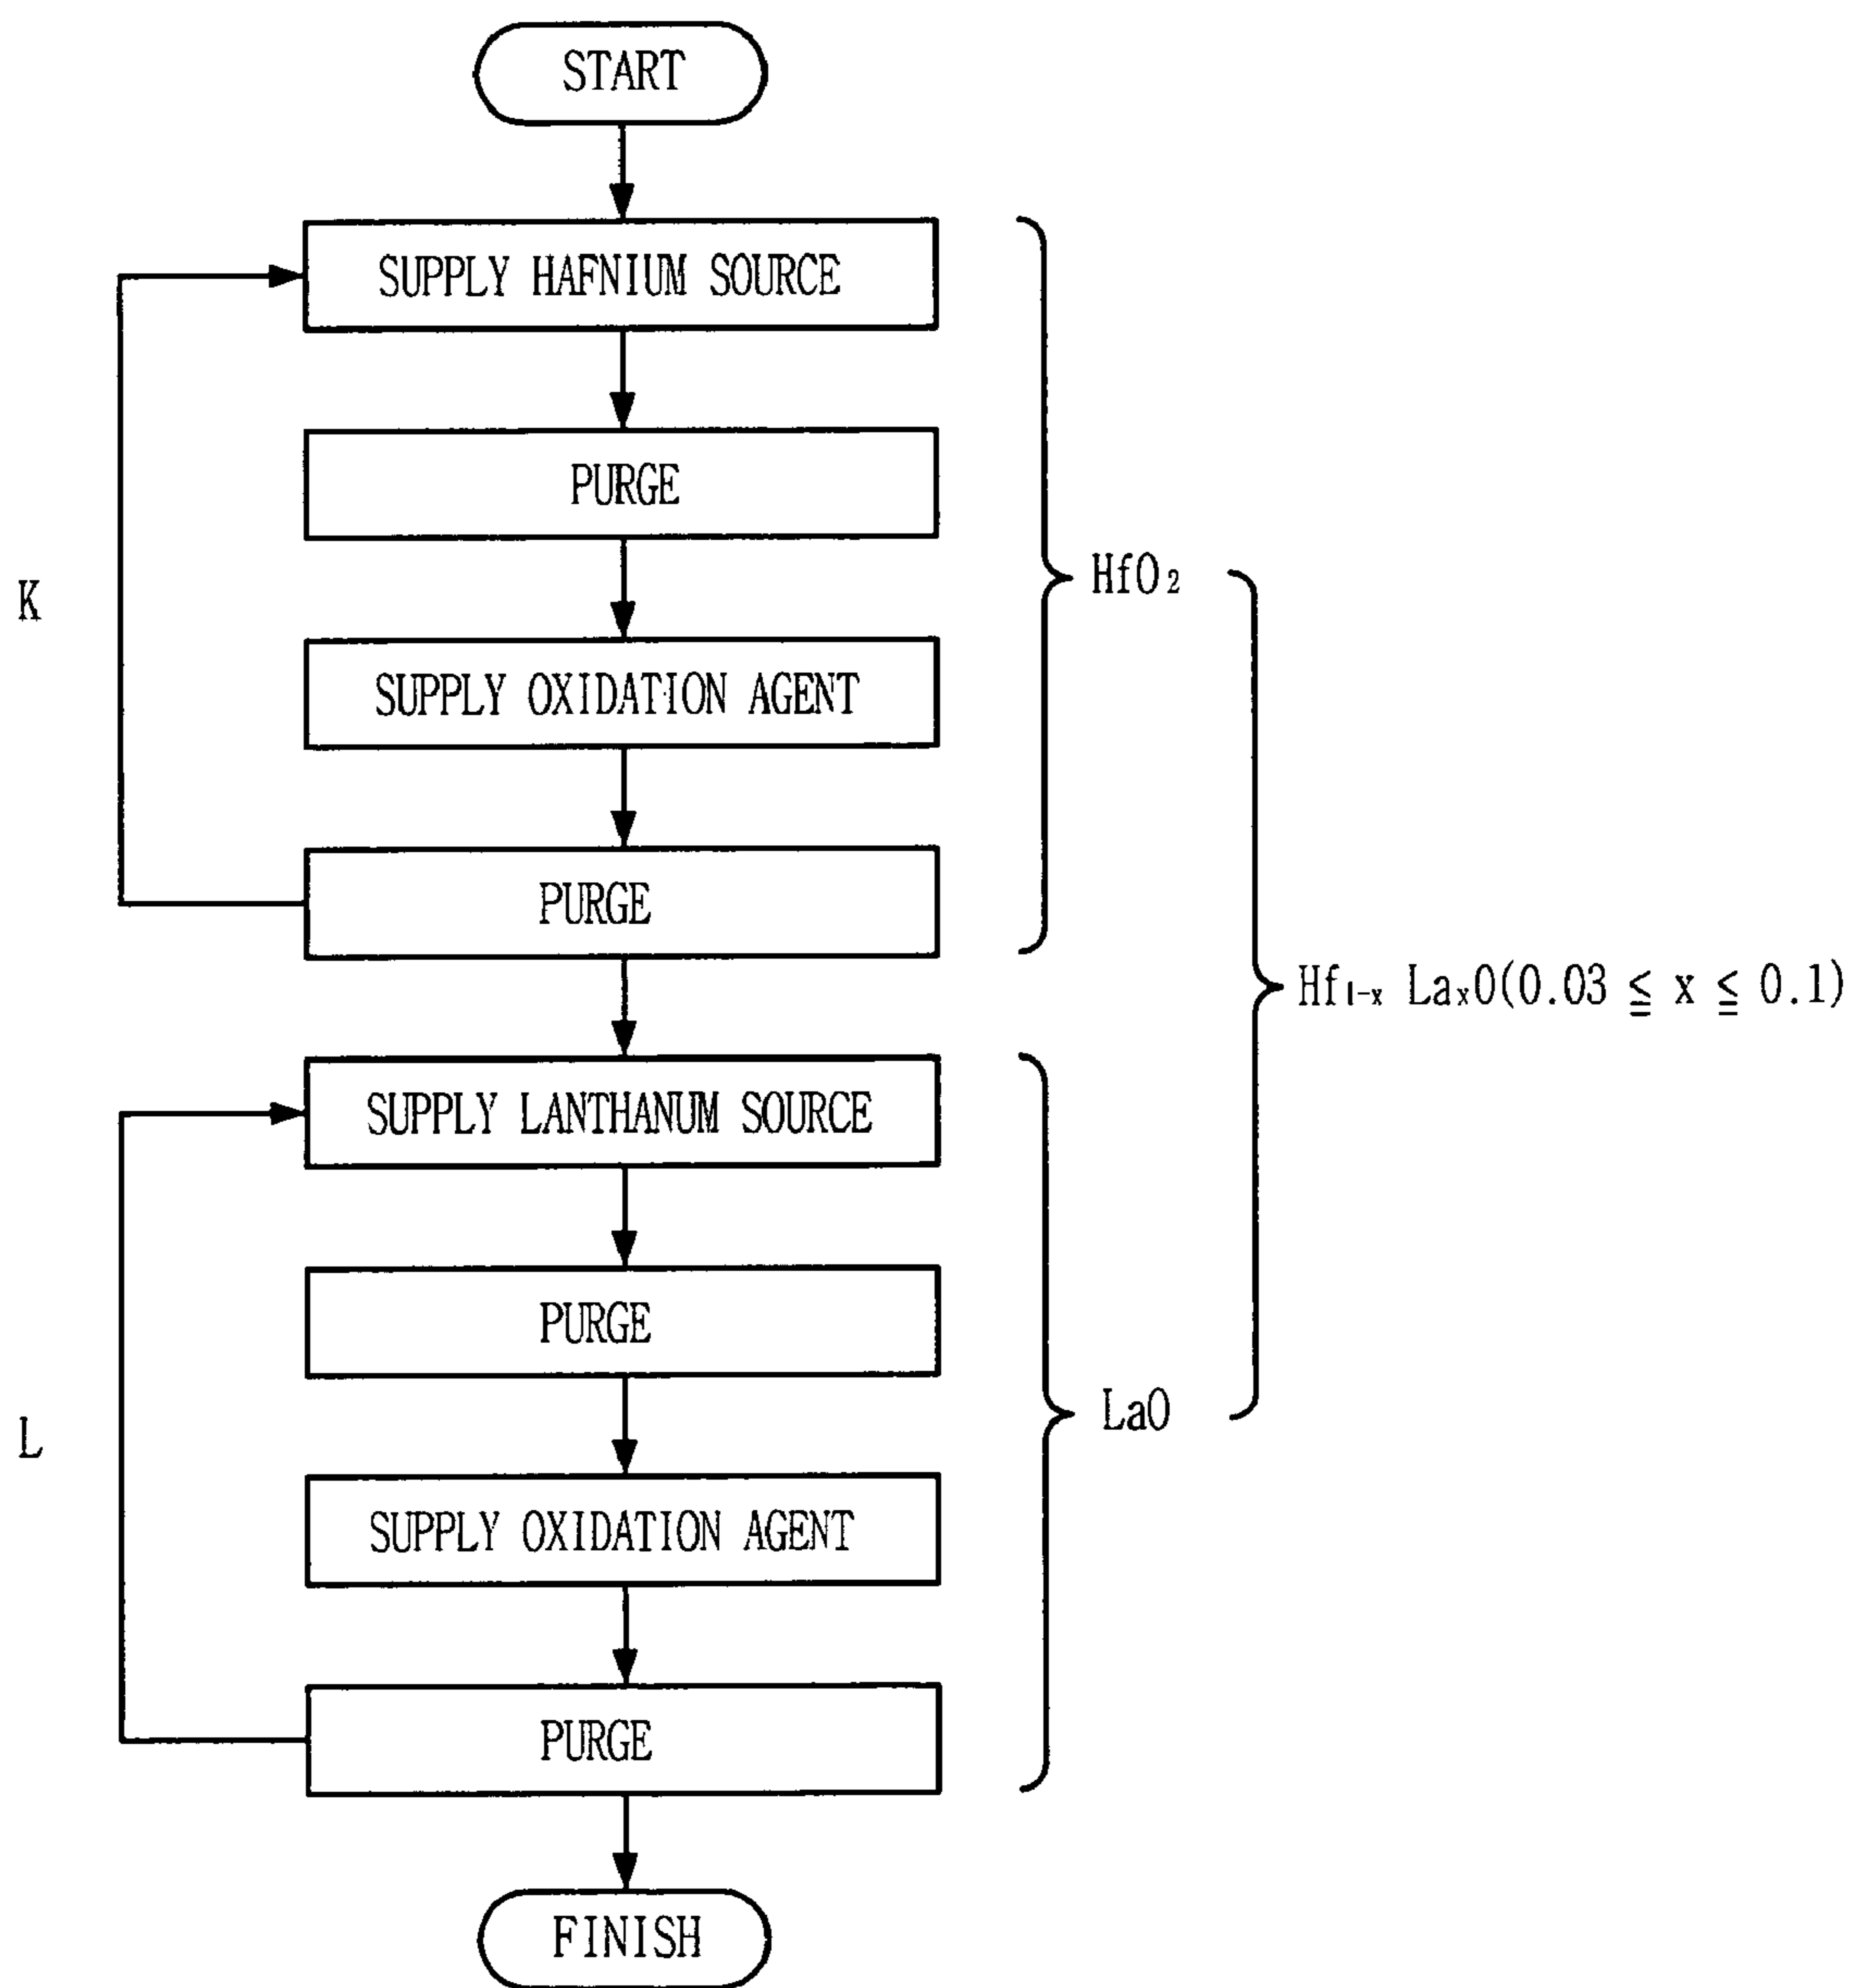 START
SUPPLY HAFNIUM SOURCE
PURGE
HfO₂
K
SUPPLY OXIDATION AGENT
PURGE
Hf₁₋ₓ LaₓO(0.03 ≦ x ≦ 0.1)
SUPPLY LANTHANUM SOURCE
PURGE
LaO
L
SUPPLY OXIDATION AGENT
PURGE
FINISH